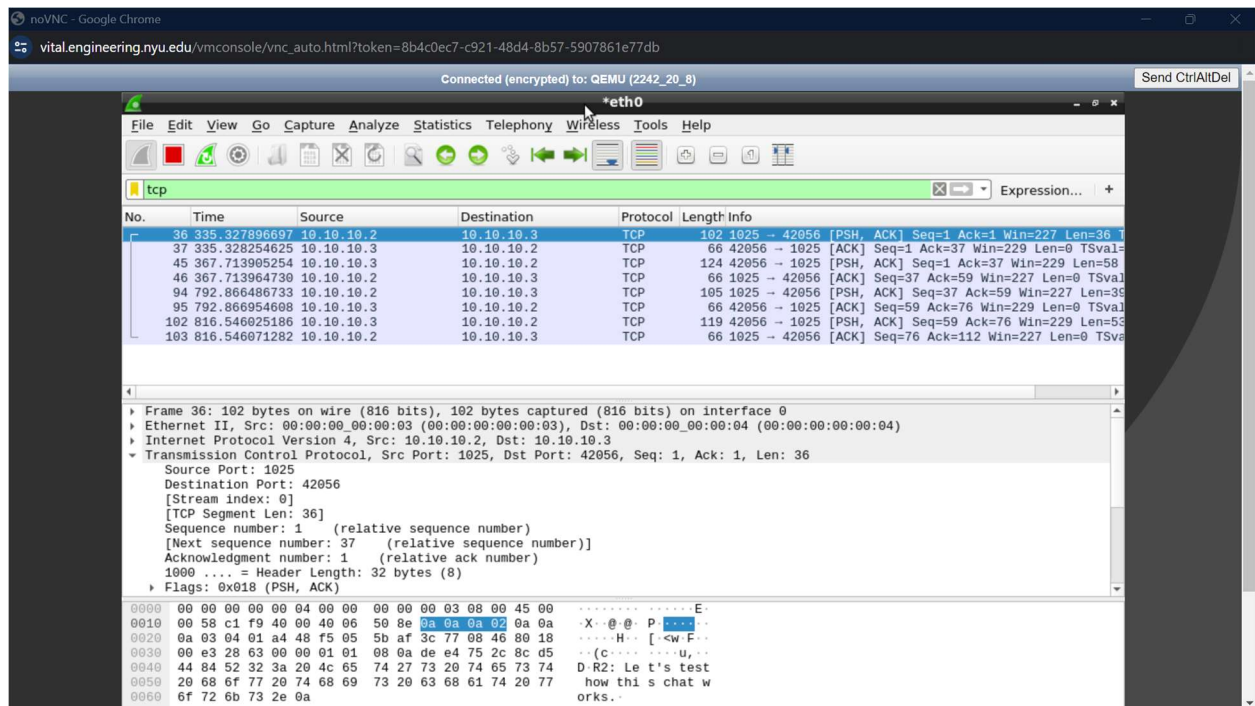 noVNC - Google Chrome
vital.engineering.nyu.edu/vmconsole/vnc_auto.html?token=8b4c0ec7-c921-48d4-8b57-5907861e77db
Connected (encrypted) to: QEMU (2242_20_8)
Send CtrlAltDel
*eth0
File Edit View Go Capture Analyze Statistics Telephony Wireless Tools Help
tcp
Expression... +
No. Time Source Destination Protocol Length Info
36 335.327896697 10.10.10.2 10.10.10.3 TCP 102 1025 → 42056 [PSH, ACK] Seq=1 Ack=1 Win=227 Len=36 T
37 335.328254625 10.10.10.3 10.10.10.2 TCP 66 42056 → 1025 [ACK] Seq=1 Ack=37 Win=229 Len=0 TSval=
45 367.713905254 10.10.10.3 10.10.10.2 TCP 124 42056 → 1025 [PSH, ACK] Seq=1 Ack=37 Win=229 Len=58
46 367.713964730 10.10.10.2 10.10.10.3 TCP 66 1025 → 42056 [ACK] Seq=37 Ack=59 Win=227 Len=0 TSval
94 792.866486733 10.10.10.2 10.10.10.3 TCP 105 1025 → 42056 [PSH, ACK] Seq=37 Ack=59 Win=227 Len=39
95 792.866954608 10.10.10.3 10.10.10.2 TCP 66 42056 → 1025 [ACK] Seq=59 Ack=76 Win=229 Len=0 TSval
102 816.546025186 10.10.10.3 10.10.10.2 TCP 119 42056 → 1025 [PSH, ACK] Seq=59 Ack=76 Win=229 Len=53
103 816.546071282 10.10.10.2 10.10.10.3 TCP 66 1025 → 42056 [ACK] Seq=76 Ack=112 Win=227 Len=0 TSva
Frame 36: 102 bytes on wire (816 bits), 102 bytes captured (816 bits) on interface 0
Ethernet II, Src: 00:00:00_00:00:03 (00:00:00:00:00:03), Dst: 00:00:00_00:00:04 (00:00:00:00:00:04)
Internet Protocol Version 4, Src: 10.10.10.2, Dst: 10.10.10.3
Transmission Control Protocol, Src Port: 1025, Dst Port: 42056, Seq: 1, Ack: 1, Len: 36
Source Port: 1025
Destination Port: 42056
[Stream index: 0]
[TCP Segment Len: 36]
Sequence number: 1 (relative sequence number)
[Next sequence number: 37 (relative sequence number)]
Acknowledgment number: 1 (relative ack number)
1000 .... = Header Length: 32 bytes (8)
Flags: 0x018 (PSH, ACK)
0000 00 00 00 00 00 04 00 00 00 00 00 03 08 00 45 00 ········ ······E·
0010 00 58 c1 f9 40 00 40 06 50 8e 0a 0a 0a 02 0a 0a ·X··@·@· P·······
0020 0a 03 04 01 a4 48 f5 05 5b af 3c 77 08 46 80 18 ·····H·· [·<w·F··
0030 00 e3 28 63 00 00 01 01 08 0a de e4 75 2c 8c d5 ··(c···· ····u,··
0040 44 84 52 32 3a 20 4c 65 74 27 73 20 74 65 73 74 D·R2: Le t's test
0050 20 68 6f 77 20 74 68 69 73 20 63 68 61 74 20 77 how thi s chat w
0060 6f 72 6b 73 2e 0a orks.·